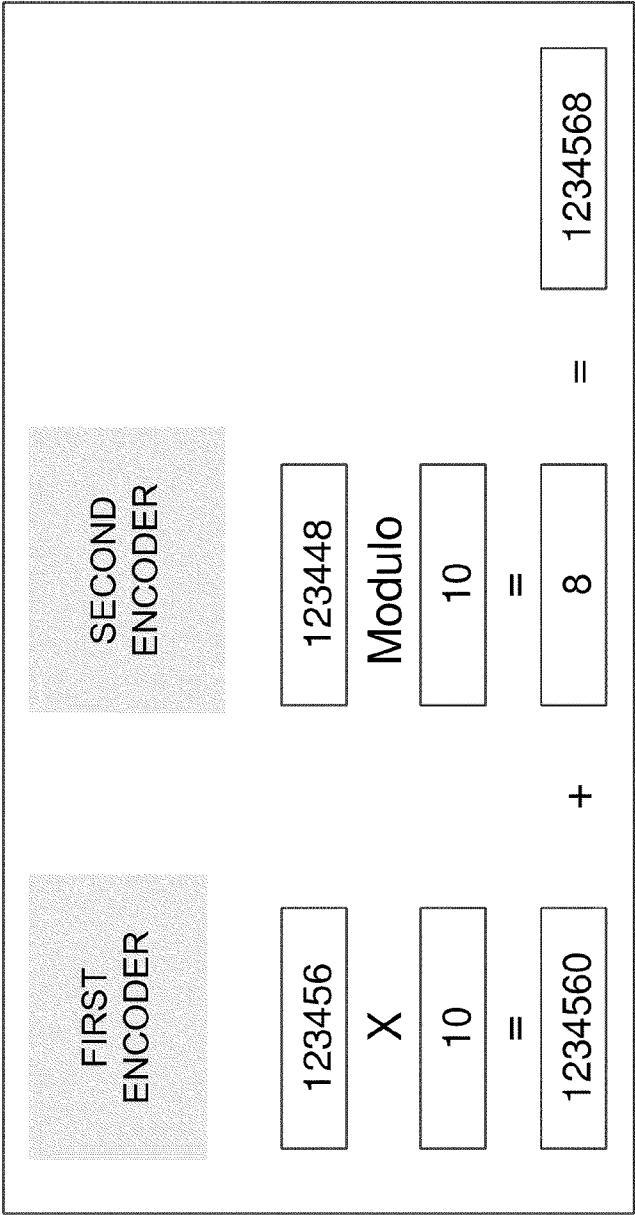 FIRST
ENCODER
123456
X
10
=
1234560
+
SECOND
ENCODER
123448
Modulo
10
=
8
=
1234568